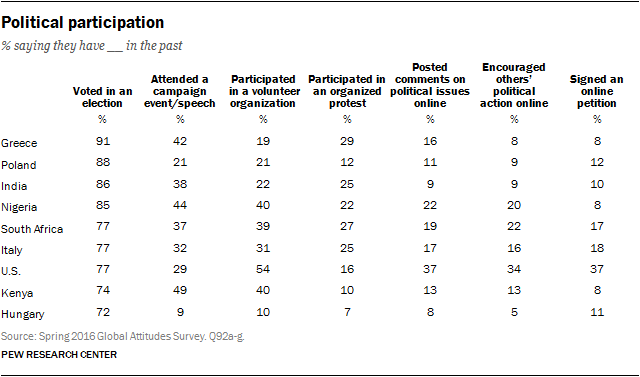 Political participation
% saying they have __ in the past
Voted in an election Attended a campaign event/speech Participated in a volunteer organization Participated in an organized protest Posted comments on political issues online Encouraged others' political action online Signed an online petition
% % % % % % %
Greece 91 42 19 29 16 8 8
Poland 88 21 21 12 11 9 12
India 86 38 22 25 9 9 10
Nigeria 85 44 40 22 22 20 8
South Africa 77 37 39 27 19 22 17
Italy 77 32 31 25 17 16 18
U.S. 77 29 54 16 37 34 37
Kenya 74 49 40 10 13 13 8
Hungary 72 9 10 7 8 5 11
Source: Spring 2016 Global Attitudes Survey. Q92a-g.
PEW RESEARCH CENTER